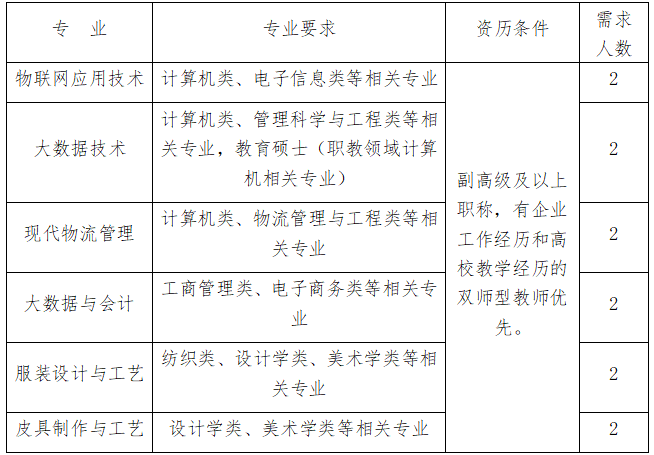 专 业
专业要求
资历条件
需求
人数
物联网应用技术
计算机类、电子信息类等相关专业
2
大数据技术
计算机类、管理科学与工程类等相
关专业，教育硕士（职教领域计算
机相关专业）
2
现代物流管理
计算机类、物流管理与工程类等相
关专业
2
大数据与会计
工商管理类、电子商务类等相关专
业
2
服装设计与工艺
纺织类、设计学类、美术学类等相
关专业
2
皮具制作与工艺
设计学类、美术学类等相关专业
2
副高级及以上
职称，有企业
工作经历和高
校教学经历的
双师型教师优
先。